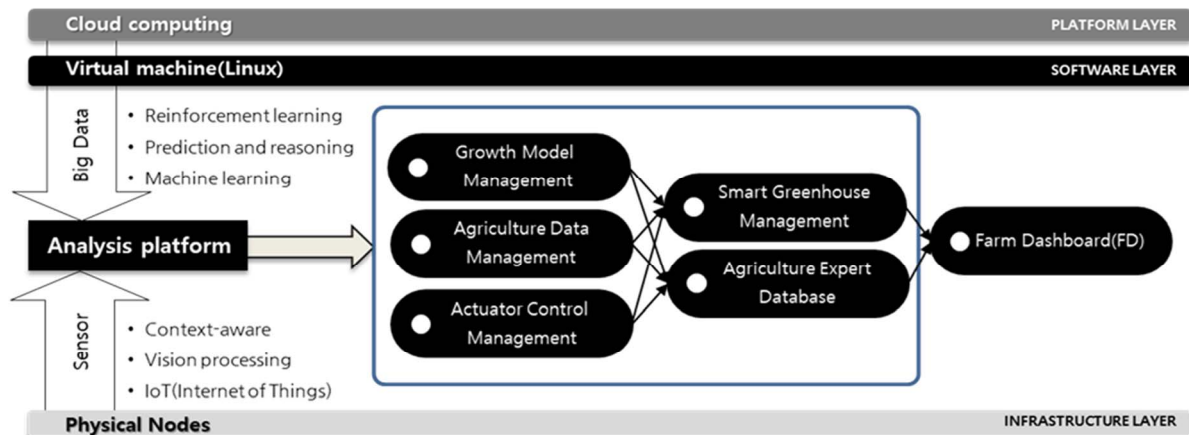 Cloud computing
PLATFORM LAYER
Virtual machine(Linux)
SOFTWARE LAYER
Big Data
• Reinforcement learning
• Prediction and reasoning
• Machine learning
Analysis platform
Sensor
• Context-aware
• Vision processing
• IoT(Internet of Things)
Growth Model
Management
Agriculture Data
Management
Actuator Control
Management
Smart Greenhouse
Management
Agriculture Expert
Database
Farm Dashboard(FD)
Physical Nodes
INFRASTRUCTURE LAYER